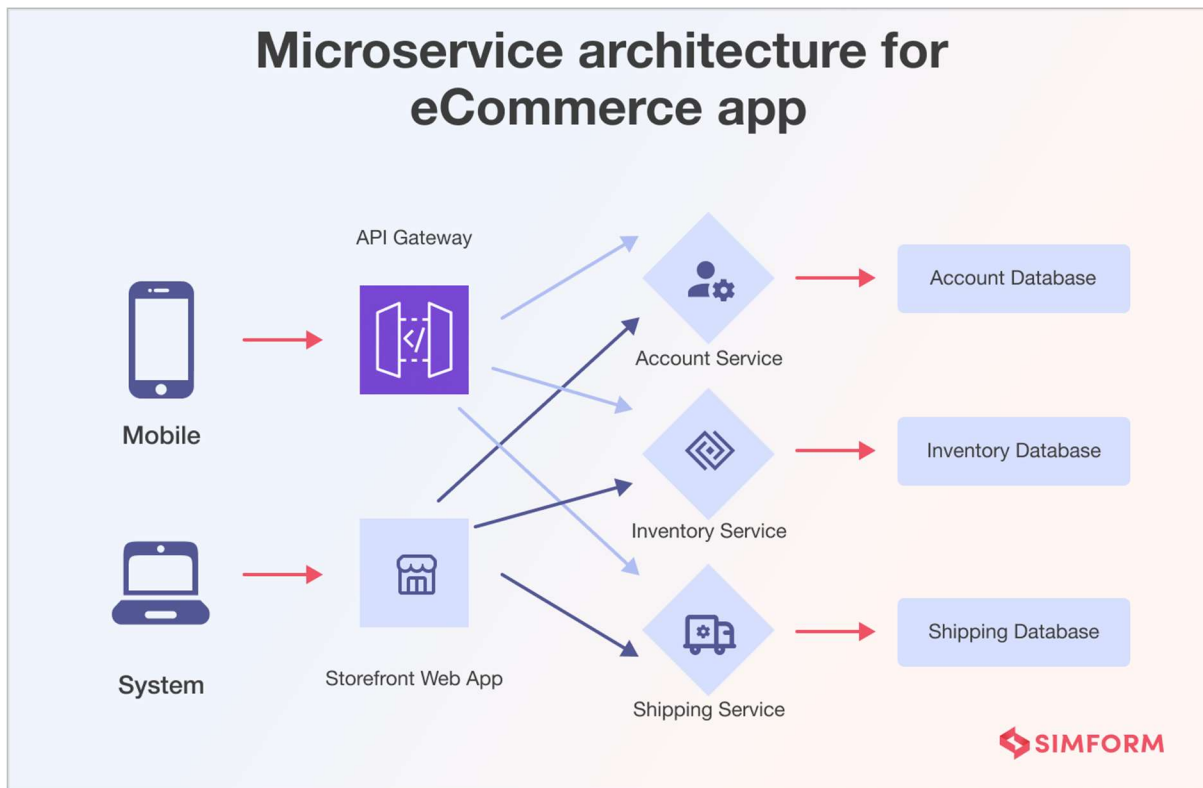 Microservice architecture for
eCommerce app
API Gateway
Mobile
Account Service
Account Database
Inventory Service
Inventory Database
System
Storefront Web App
Shipping Service
Shipping Database
SIMFORM